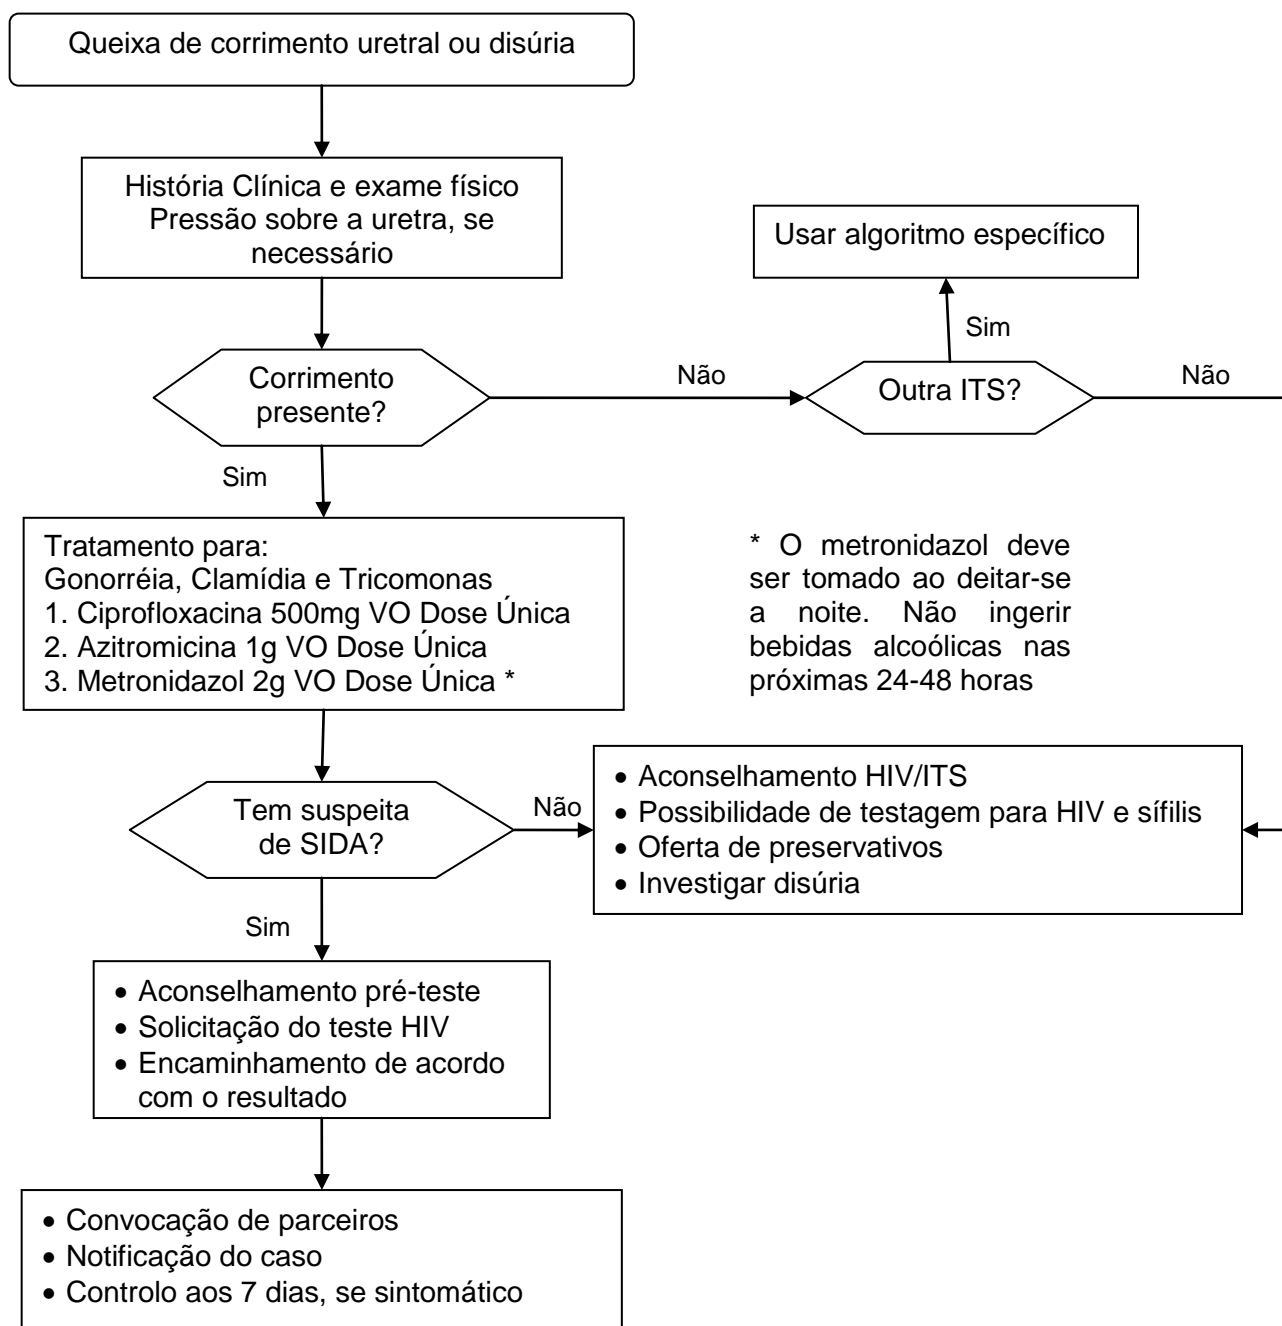 Queixa de corrimento uretral ou disúria
História Clínica e exame físico
Pressão sobre a uretra, se
necessário
Usar algoritmo específico
Sim
Corrimento
presente?
Não
Outra ITS?
Não
Sim
Tratamento para:
Gonorréia, Clamídia e Tricomonas
1. Ciprofloxacina 500mg VO Dose Única
2. Azitromicina 1g VO Dose Única
3. Metronidazol 2g VO Dose Única *
* O metronidazol deve
ser tomado ao deitar-se
a noite. Não ingerir
bebidas alcoólicas nas
próximas 24-48 horas
Tem suspeita
de SIDA?
Não
• Aconselhamento HIV/ITS
• Possibilidade de testagem para HIV e sífilis
• Oferta de preservativos
• Investigar disúria
Sim
• Aconselhamento pré-teste
• Solicitação do teste HIV
• Encaminhamento de acordo
com o resultado
• Convocação de parceiros
• Notificação do caso
• Controlo aos 7 dias, se sintomático